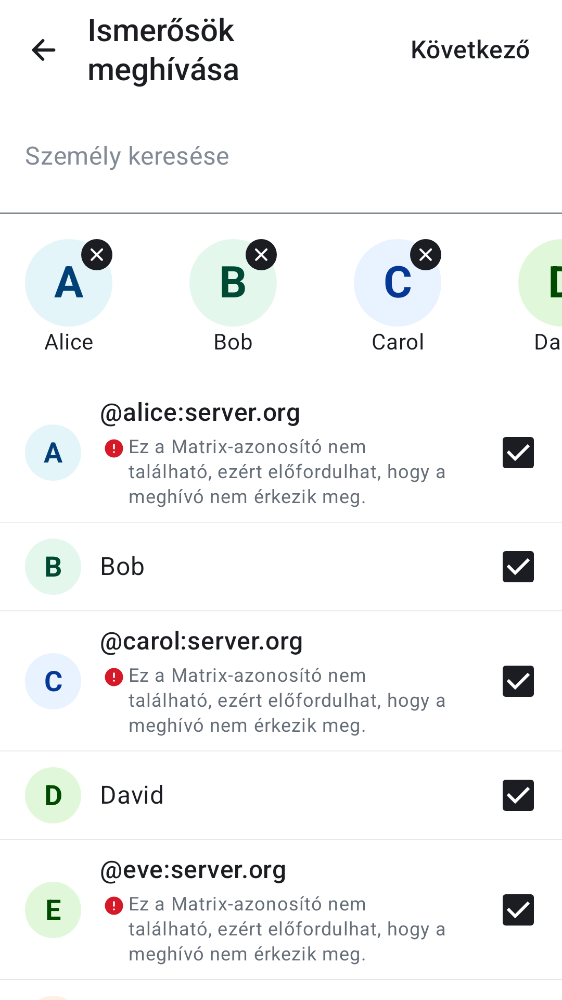 Ismerősök
meghívása
Következő
Személy keresése
A
B
C
D
Alice
Bob
Carol
Da
@alice:server.org
A
Ez a Matrix-azonosító nem
található, ezért előfordulhat, hogy a
meghívó nem érkezik meg.
B
Bob
@carol:server.org
C
Ez a Matrix-azonosító nem
található, ezért előfordulhat, hogy a
meghívó nem érkezik meg.
D
David
@eve:server.org
E
Ez a Matrix-azonosító nem
található, ezért előfordulhat, hogy a
meghívó nem érkezik meg.